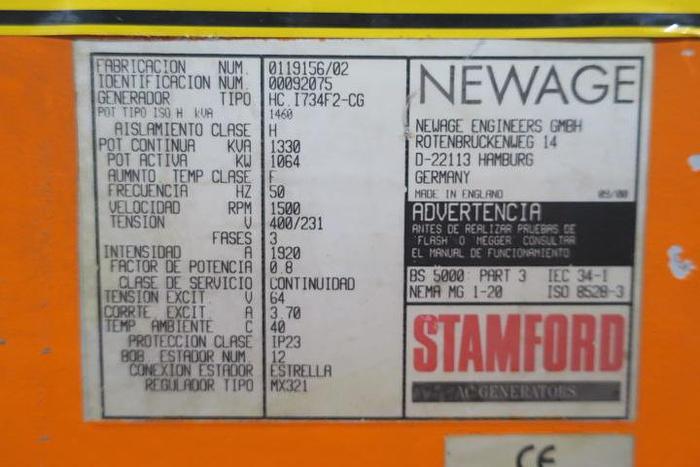 FABRICACION NUM. 0119156/02
IDENTIFICACION NUM. 00092075
GENERADOR TIPO HC.I734F2-CG
POT TIPO ISO H kVA 1460
AISLAMIENTO CLASE H
POT CONTINUA KVA 1330
POT ACTIVA KW 1064
AUMNTO TEMP CLASE F
FRECUENCIA HZ 50
VELOCIDAD RPM 1500
TENSION V 400/231
FASES 3
INTENSIDAD A 1920
FACTOR DE POTENCIA 0.8
CLASE DE SERVICIO CONTINUIDAD
TENSION EXCIT V 64
CORRTE EXCIT A 3.70
TEMP AMBIENTE C 40
PROTECCION CLASE IP23
BOB. ESTADOR NUM. 12
CONEXION ESTADOR ESTRELLA
REGULADOR TIPO MX321
NEWAGE
NEWAGE ENGINEERS GMBH
ROTENBRUCKENWEG 14
D-22113 HAMBURG
GERMANY
MADE IN ENGLAND 09/00
ADVERTENCIA
ANTES DE REALIZAR PRUEBAS DE
'FLASH' O 'MEGGER' CONSULTAR
EL MANUAL DE FUNCIONAMIENTO
BS 5000 PART 3 IEC 34-1
NEMA MG 1-20 ISO 8528-3
STAMFORD
AC GENERATORS
CE